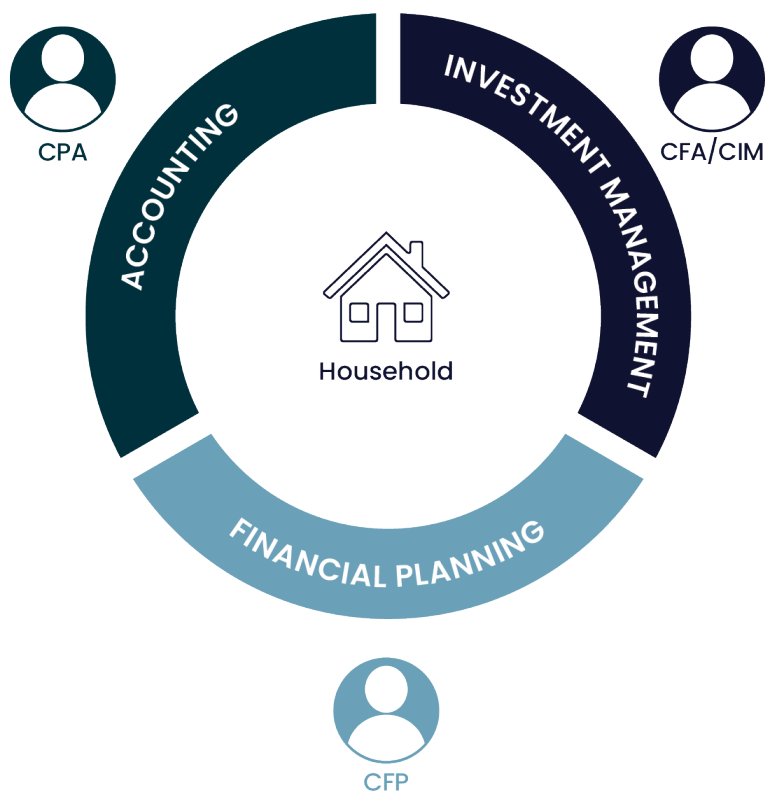 CPA
ACCOUNTING
INVESTMENT MANAGEMENT
CFA/CIM
Household
FINANCIAL PLANNING
CFP